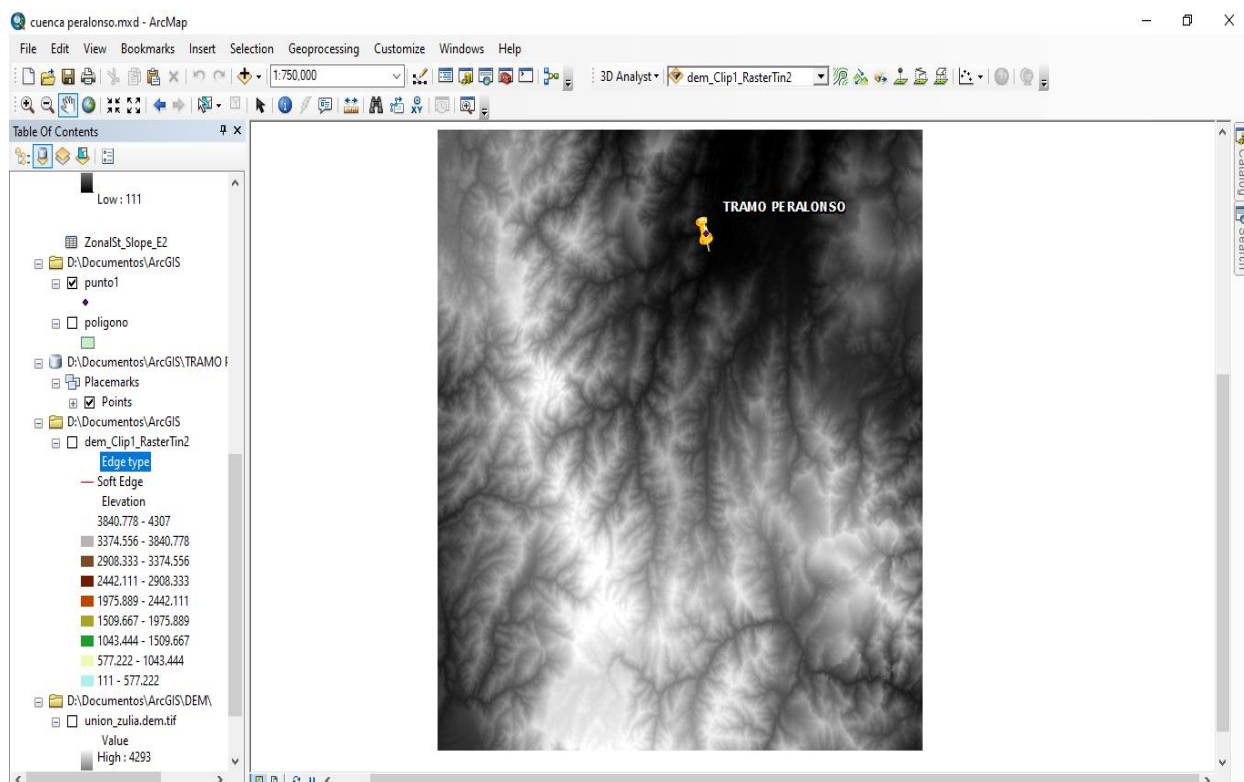 cuenca peralonso.mxd - ArcMap
File Edit View Bookmarks Insert Selection Geoprocessing Customize Windows Help
1:750,000
3D Analyst
dem_Clip1_RasterTin2
Table Of Contents
Low : 111
ZonalSt_Slope_E2
D:\Documentos\ArcGIS
punto1
poligono
D:\Documentos\ArcGIS\TRAMO
Placemarks
Points
D:\Documentos\ArcGIS
dem_Clip1_RasterTin2
Edge type
Soft Edge
Elevation
3840.778 - 4307
3374.556 - 3840.778
2908.333 - 3374.556
2442.111 - 2908.333
1975.889 - 2442.111
1509.667 - 1975.889
1043.444 - 1509.667
577.222 - 1043.444
111 - 577.222
D:\Documentos\ArcGIS\DEM\
union_zulia.dem.tif
Value
High : 4293
TRAMO PERALONSO
Catalog
Search